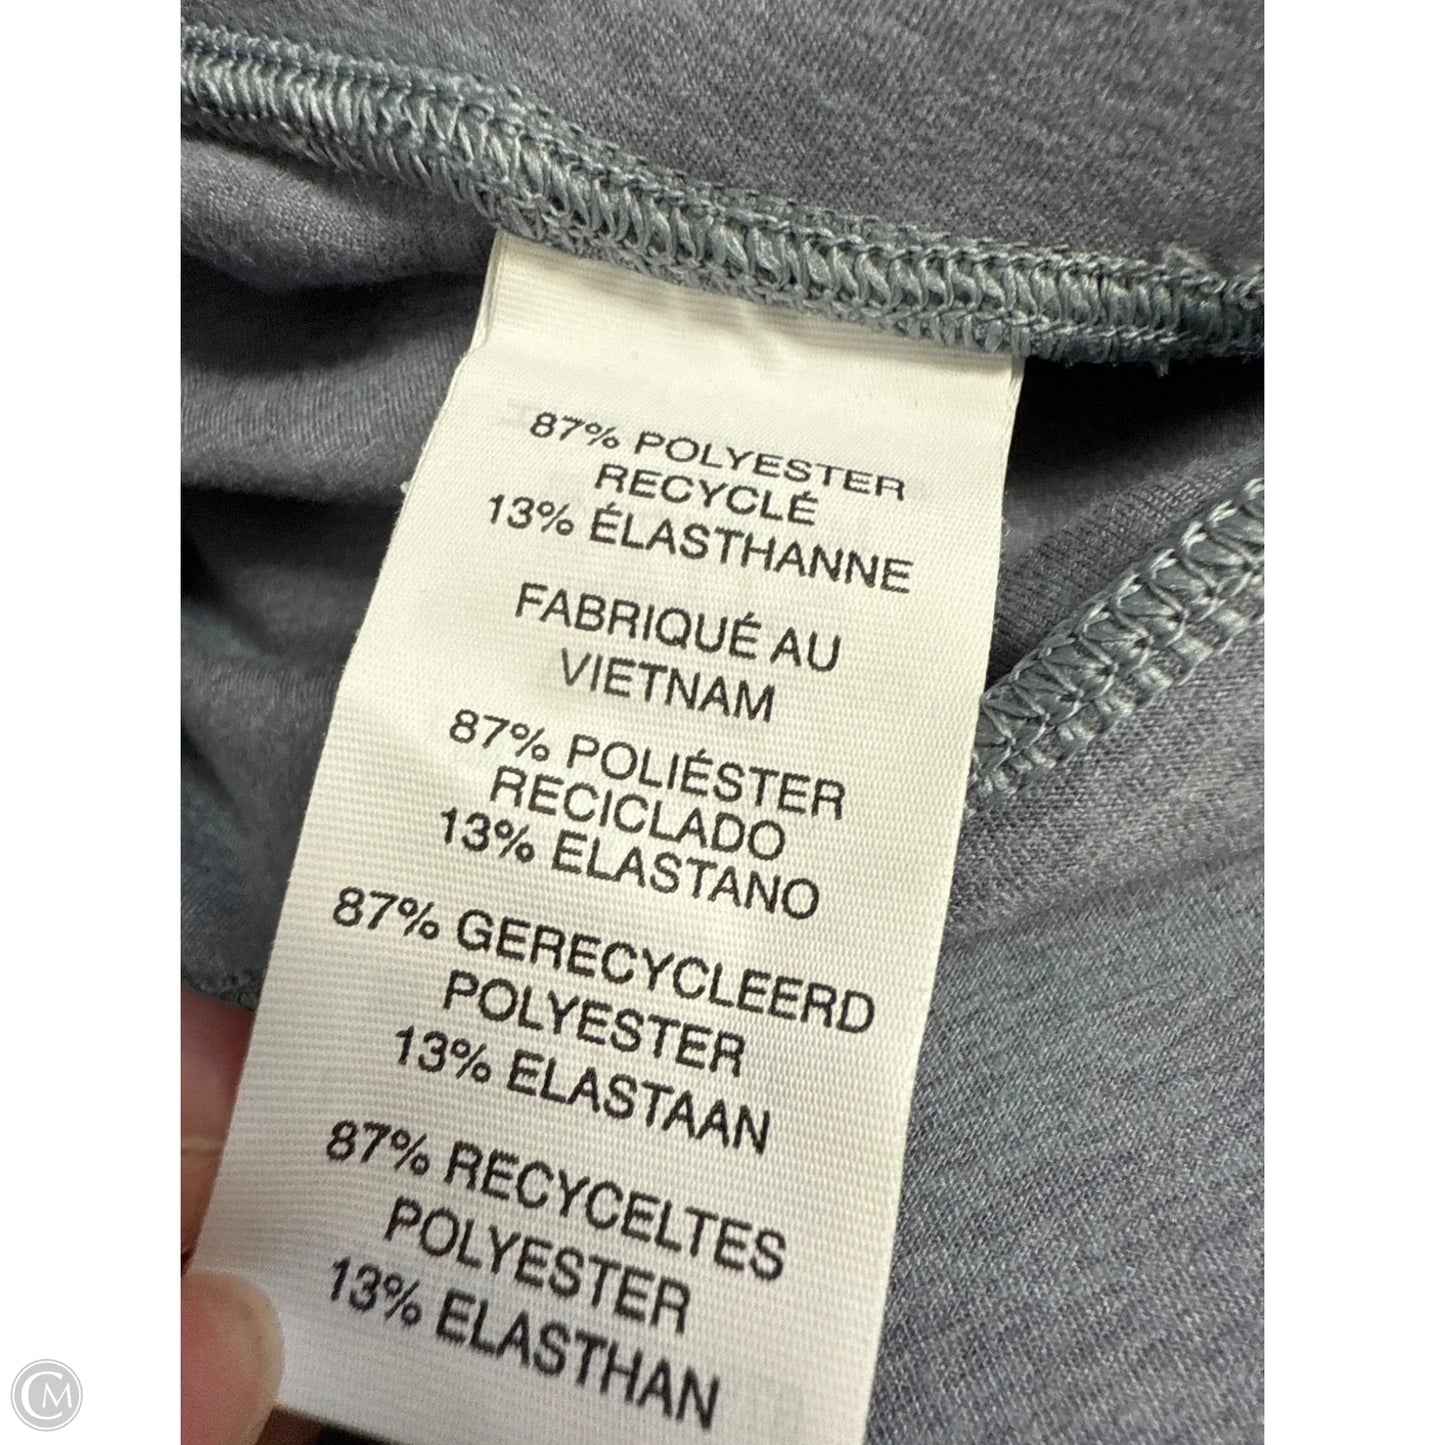 87% POLYESTER
RECYCLÉ
13% ÉLASTHANNE
FABRIQUÉ AU
VIETNAM
87% POLIÉSTER
RECICLADO
13% ELASTANO
87% GERECYCLEERD
POLYESTER
13% ELASTAAN
87% RECYCELTES
POLYESTER
13% ELASTHAN
CM